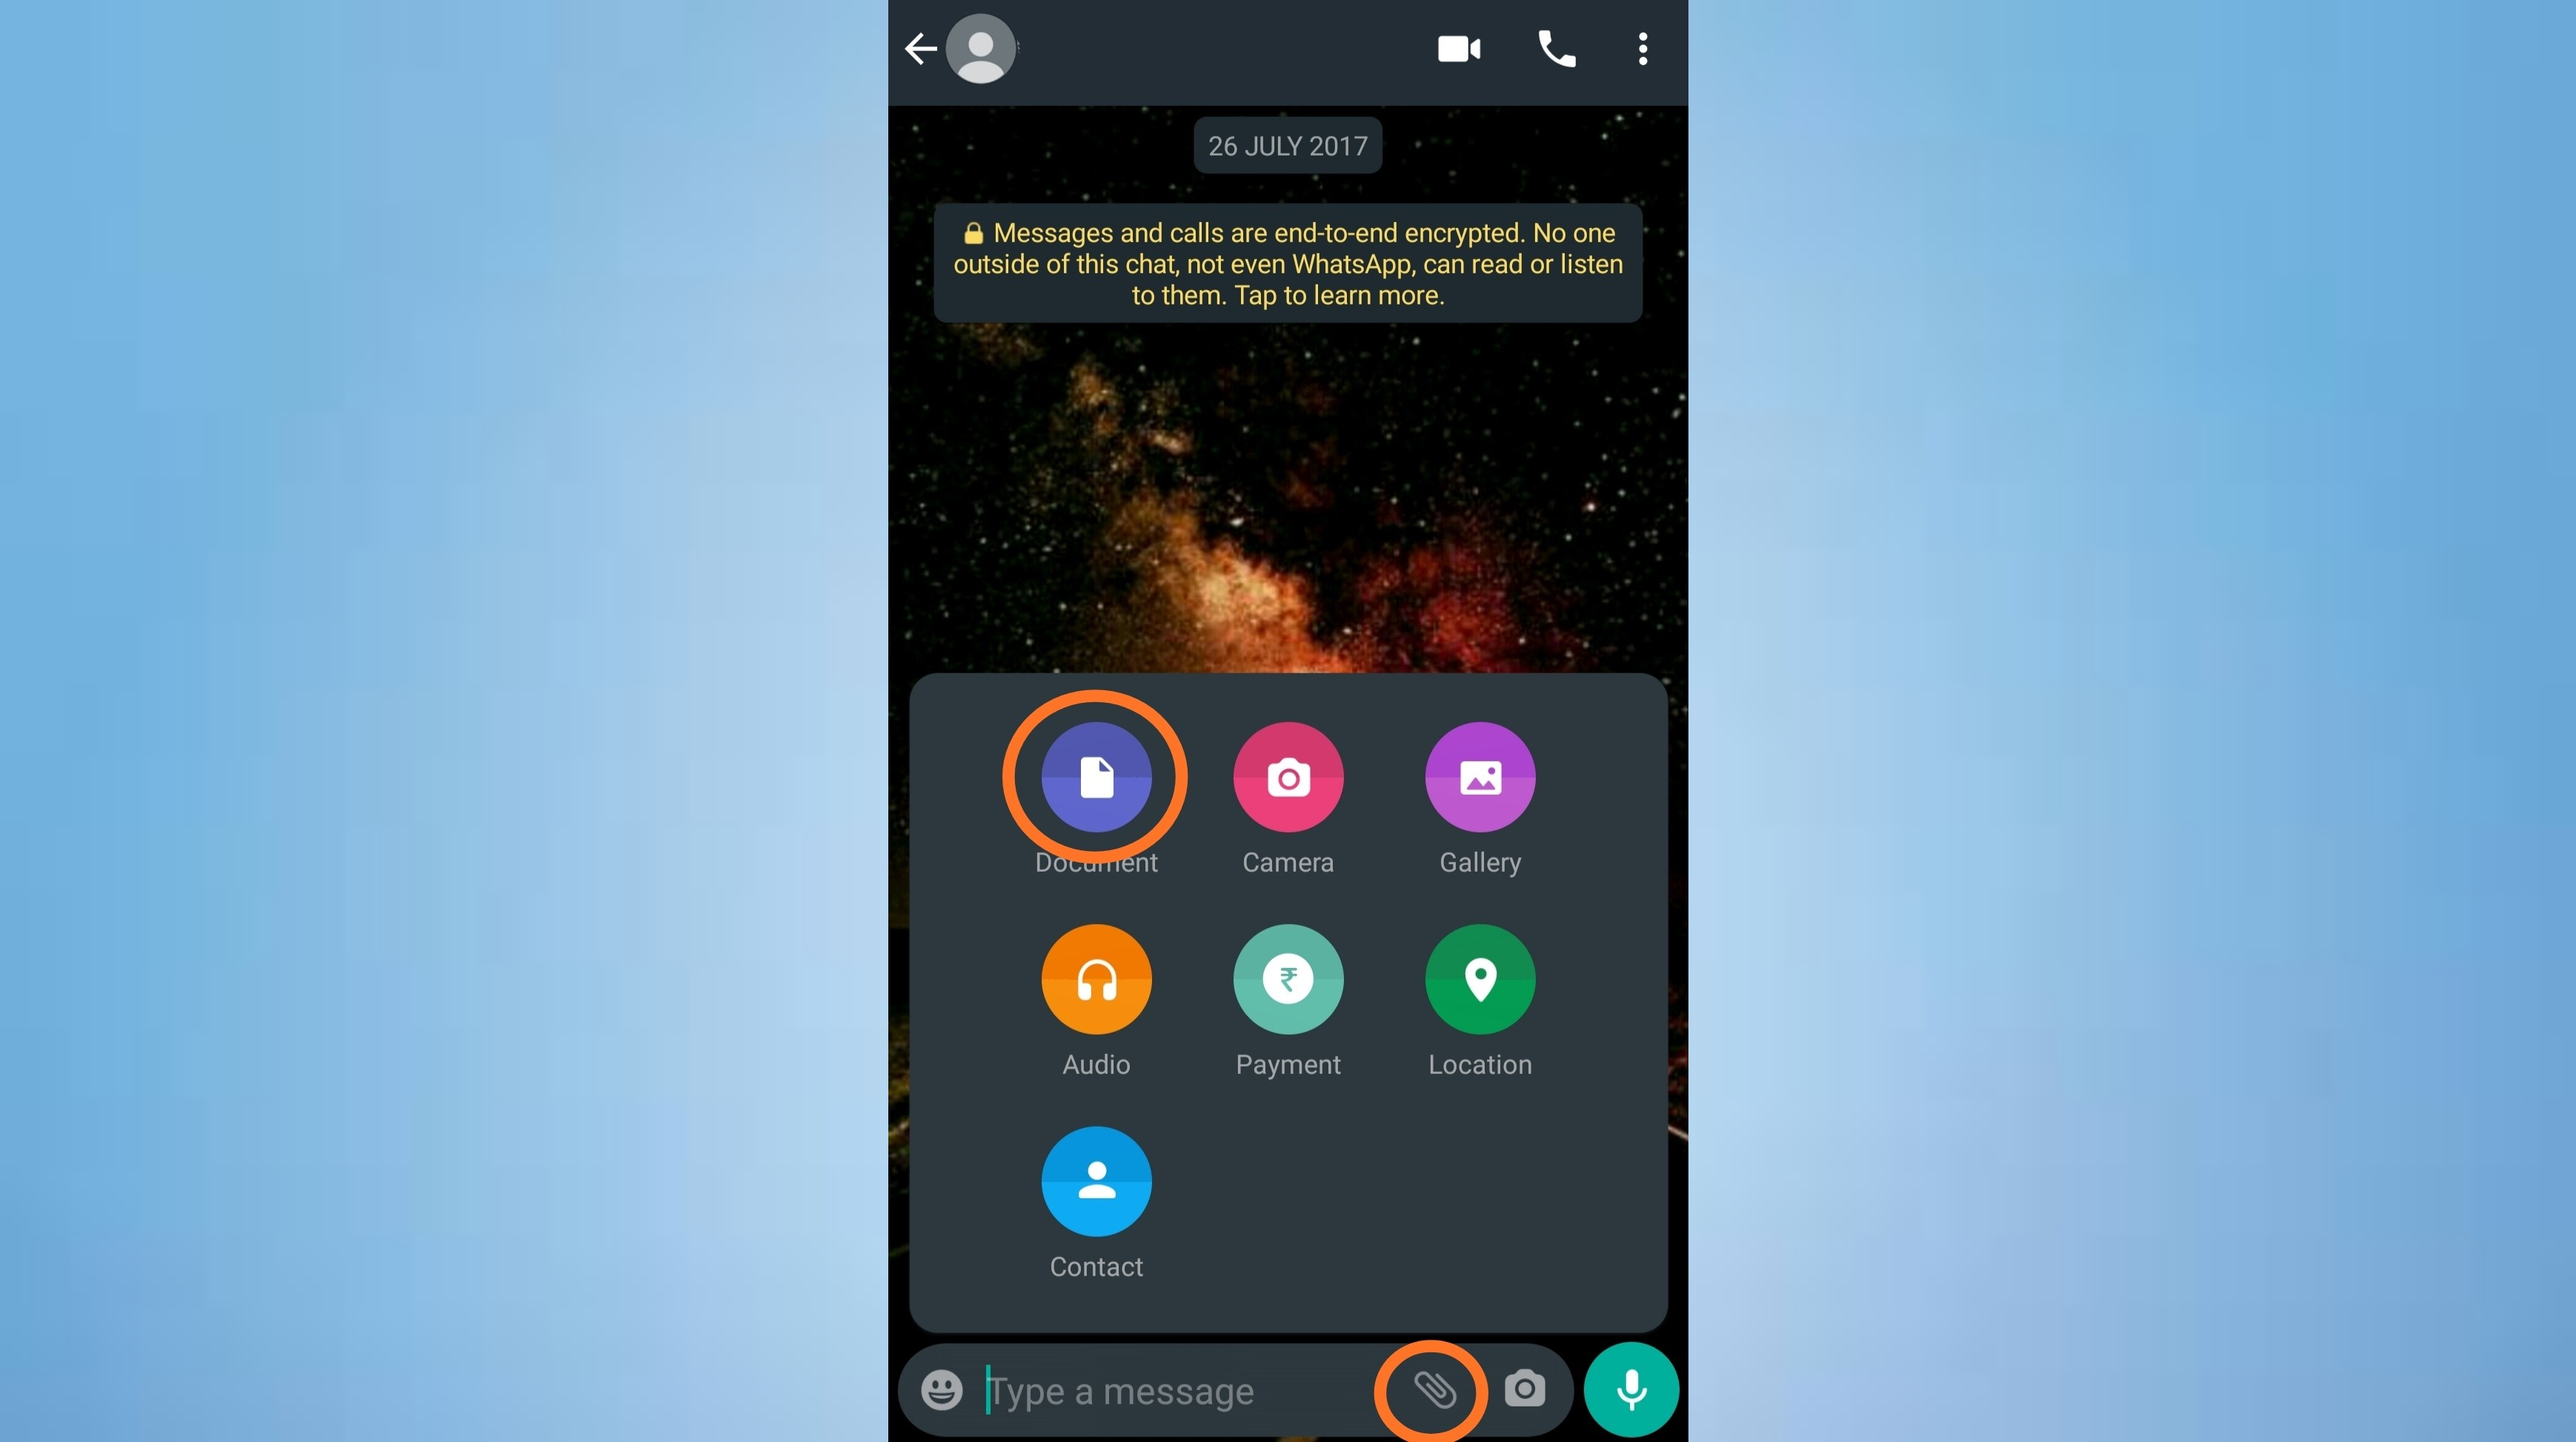 26 JULY 2017
Messages and calls are end-to-end encrypted. No one
outside of this chat, not even WhatsApp, can read or listen
to them. Tap to learn more.
Document Camera Gallery
Audio Payment Location
Contact
Type a message